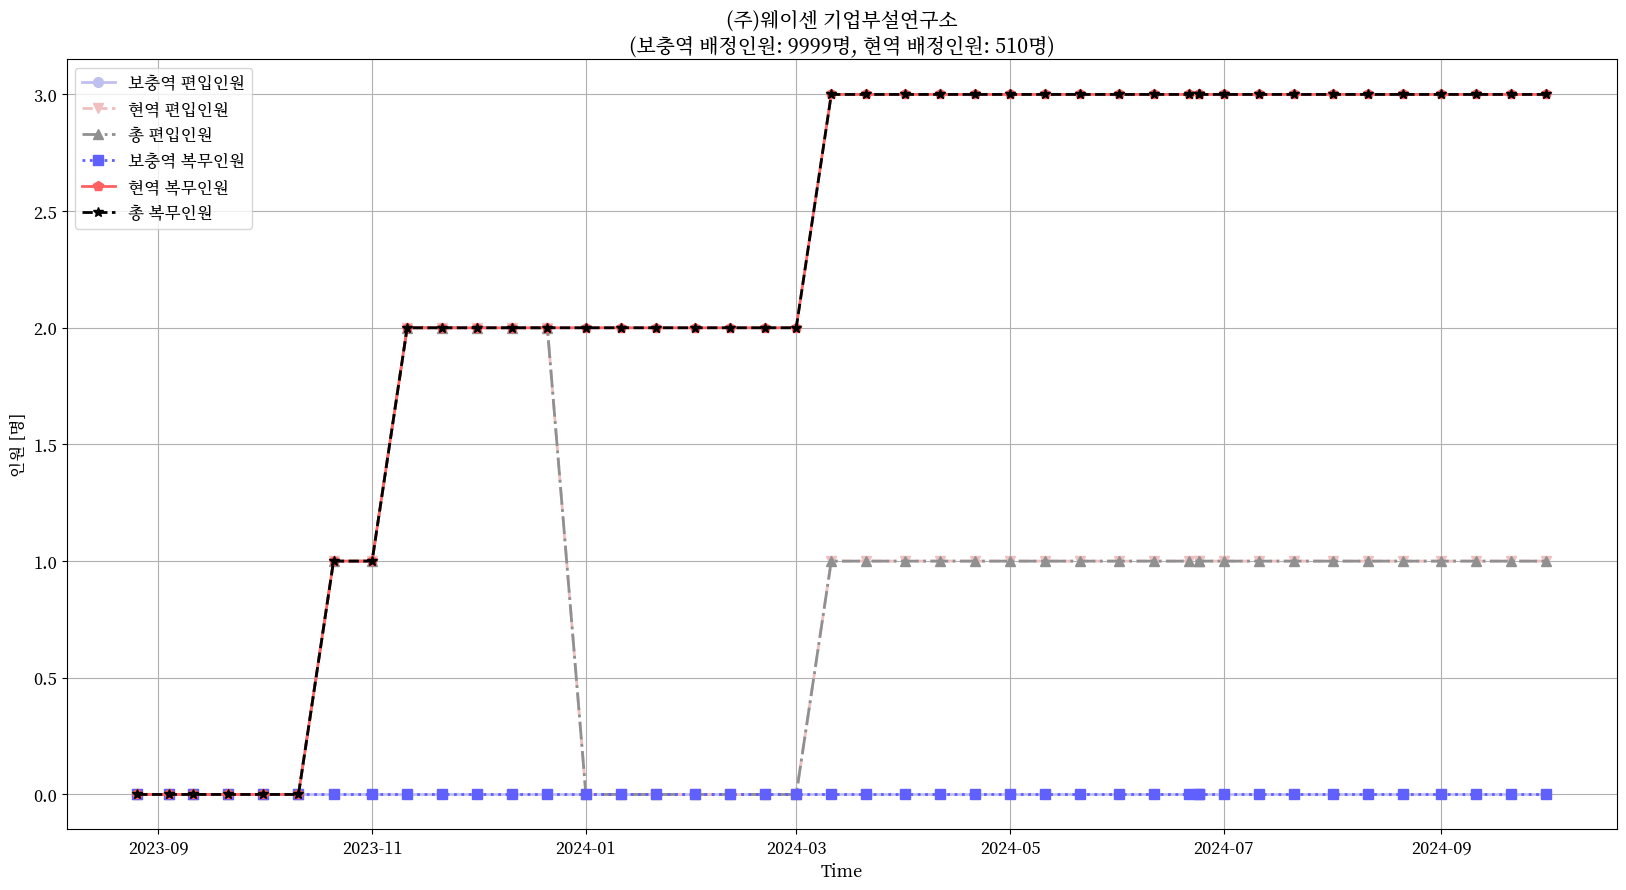 (주)웨이센 기업부설연구소
(보충역 배정인원: 9999명, 현역 배정인원: 510명)
보충역 편입인원
현역 편입인원
총 편입인원
보충역 복무인원
현역 복무인원
총 복무인원
3.0
2.5
2.0
1.5
1.0
0.5
0.0
인원 [명]
2023-09
2023-11
2024-01
2024-03
2024-05
2024-07
2024-09
Time